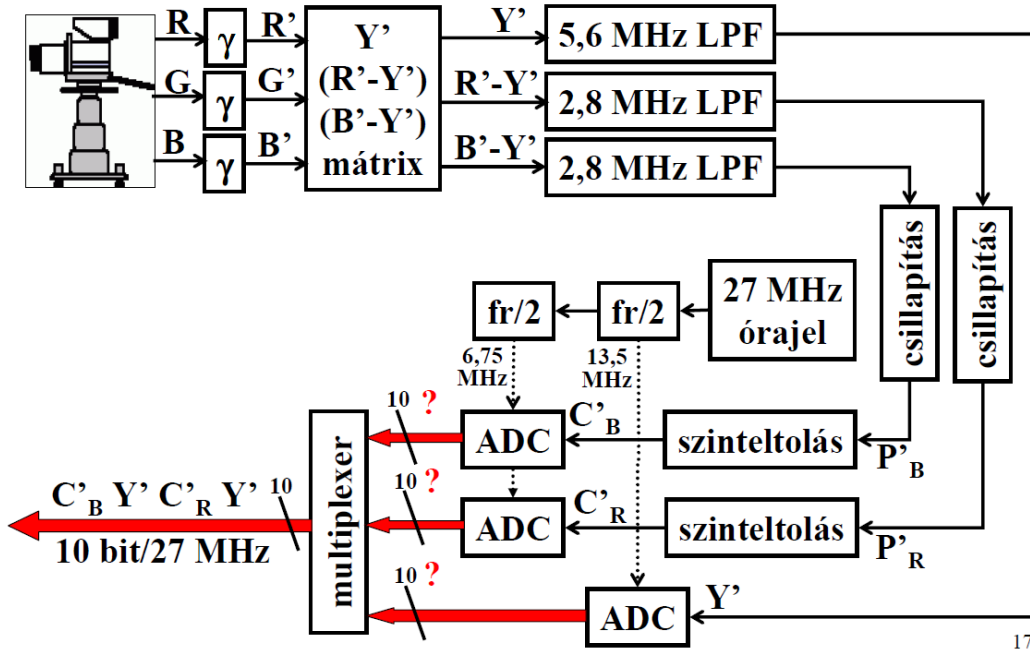 R γ R’
G γ G’
B γ B’
Y’
(R’-Y’)
(B’-Y’)
mátrix
Y’ 5,6 MHz LPF
R’-Y’ 2,8 MHz LPF
B’-Y’ 2,8 MHz LPF
csillapítás
csillapítás
27 MHz
órajel
fr/2
fr/2
6,75
MHz
13,5
MHz
10 ?
ADC
C’B
szinteltolás
P’B
10 ?
ADC
C’R
szinteltolás
P’R
10 ?
ADC
Y’
multiplexer
C’B Y’ C’R Y’ 10
10 bit/27 MHz
17